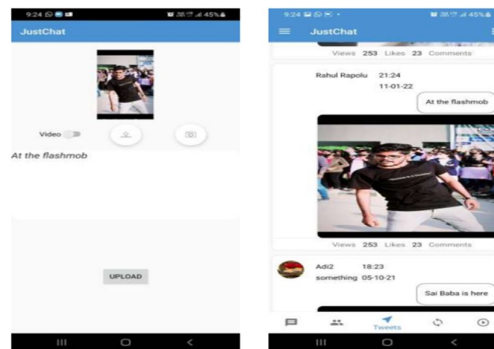 9:24
45%
JustChat
Video
At the flashmob
UPLOAD
9:24
45%
JustChat
Views 253 Likes 23 Comments
Rahul Rapolu 21:24
11-01-22
At the flashmob
Views 253 Likes 23 Comments
Adi2 18:23
something 05-10-21
Sai Baba is here
Tweets